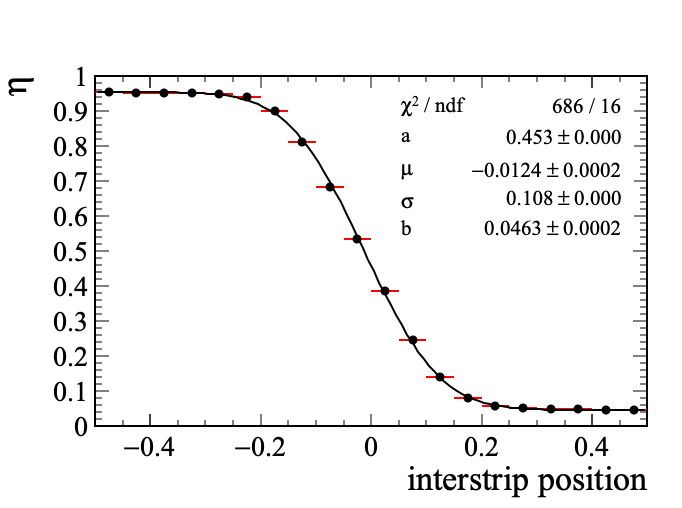 η
1
0.9
0.8
0.7
0.6
0.5
0.4
0.3
0.2
0.1
0
χ² / ndf 686 / 16
a 0.453 ± 0.000
μ −0.0124 ± 0.0002
σ 0.108 ± 0.000
b 0.0463 ± 0.0002
−0.4 −0.2 0 0.2 0.4
interstrip position